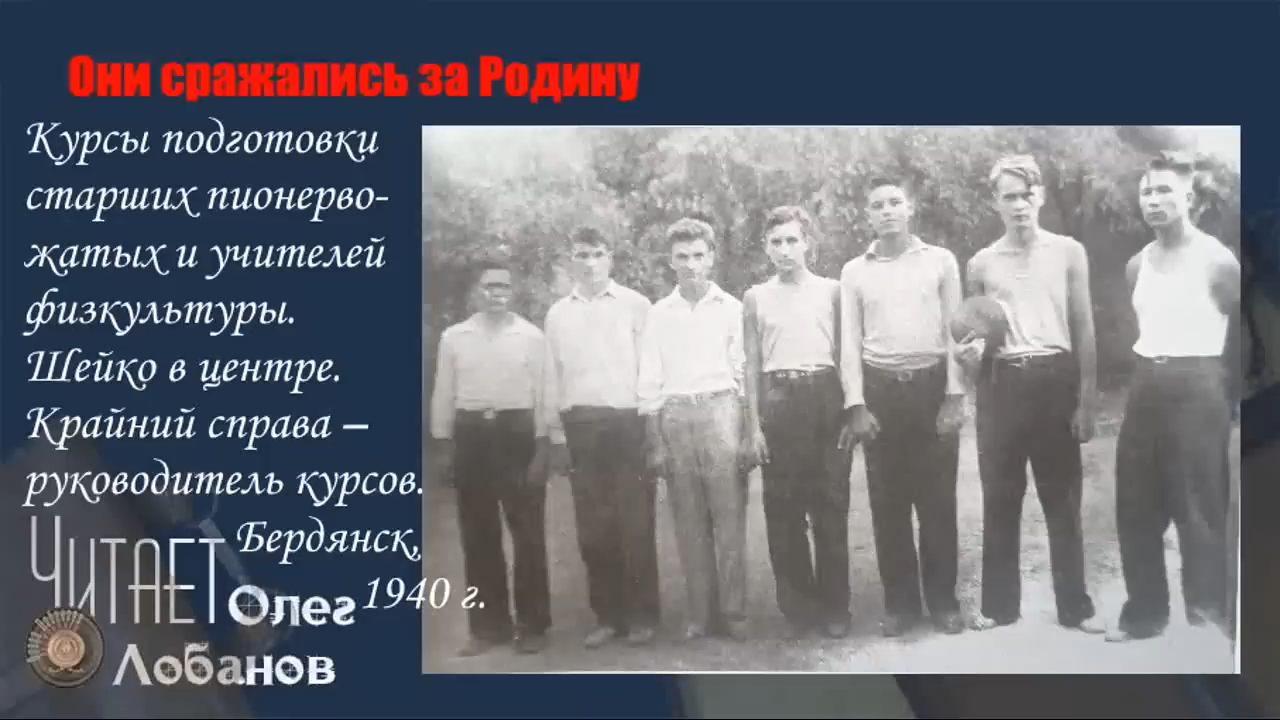 Они сражались за Родину
Курсы подготовки
старших пионерво-
жатых и учителей
физкультуры.
Шейко в центре.
Крайний справа –
руководитель курсов.
Бердянск,
1940 г.
Читает
Олег
Лобанов